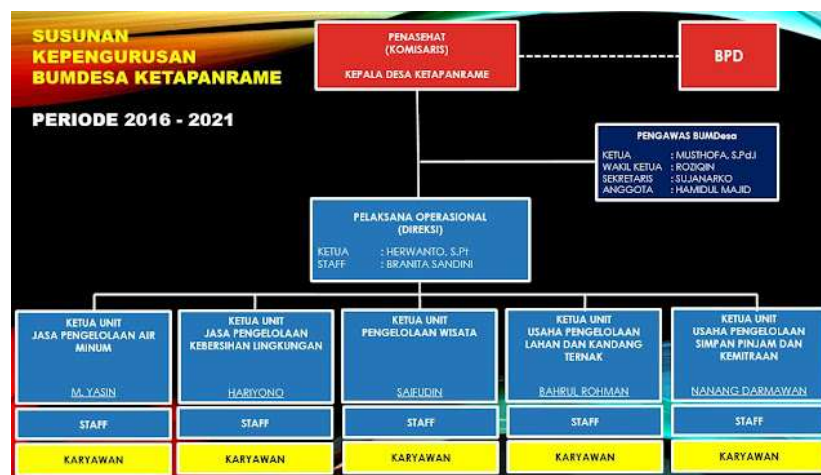 SUSUNAN
KEPENGURUSAN
BUMDESA KETAPANRAME
PERIODE 2016 - 2021
PENASEHAT
(KOMISARIS)
KEPALA DESA KETAPANRAME
BPD
PENGAWAS BUMDesa
KETUA : MUSTHOFA, S.Pd.I
WAKIL KETUA : ROZIQIN
SEKRETARIS : SUJANARKO
ANGGOTA : HAMIDUL MAJID
PELAKSANA OPERASIONAL
(DIREKSI)
KETUA : HERWANTO, S.Pt
STAFF : BRANITA SANDINI
KETUA UNIT
JASA PENGELOLAAN AIR
MINUM
M. YASIN
KETUA UNIT
JASA PENGELOLAAN
KEBERSIHAN LINGKUNGAN
HARIYONO
KETUA UNIT
PENGELOLAAN WISATA
SAIFUDIN
KETUA UNIT
USAHA PENGELOLAAN
LAHAN DAN KANDANG
TERNAK
BAHRUL ROHMAN
KETUA UNIT
USAHA PENGELOLAAN
SIMPAN PINJAM DAN
KEMITRAAN
NANANG DARMAWAN
STAFF
STAFF
STAFF
STAFF
STAFF
KARYAWAN
KARYAWAN
KARYAWAN
KARYAWAN
KARYAWAN